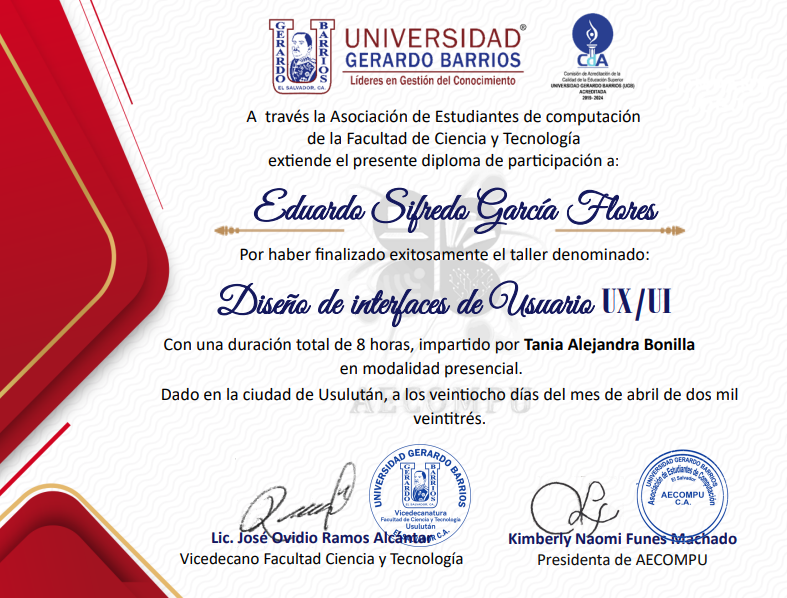 UNIVERSIDAD®
GERARDO BARRIOS
Líderes en Gestión del Conocimiento
GERARDO
BARRIOS
EL SALVADOR, C.A.
CdA
Comisión de Acreditación de la
Calidad de la Educación Superior
UNIVERSIDAD GERARDO BARRIOS (UGB)
ACREDITADA
2019- 2024
A través la Asociación de Estudiantes de computación
de la Facultad de Ciencia y Tecnología
extiende el presente diploma de participación a:
Eduardo Sifredo García Flores
Por haber finalizado exitosamente el taller denominado:
Diseño de interfaces de Usuario UX/UI
Con una duración total de 8 horas, impartido por Tania Alejandra Bonilla
en modalidad presencial.
Dado en la ciudad de Usulután, a los veintiocho días del mes de abril de dos mil
veintitrés.
AECOMPU
UNIVERSIDAD GERARDO BARRIOS
GERARDO
BARRIOS
Vicedecanatura
Facultad de Ciencia y Tecnología
Usulután
EL SALVADOR C.A.
Lic. José Ovidio Ramos Alcántar
Vicedecano Facultad Ciencia y Tecnología
UNIVERSIDAD GERARDO BARRIOS
Asociación de Estudiantes de Computación
El Salvador
AECOMPU
C.A.
Kimberly Naomi Funes Machado
Presidenta de AECOMPU